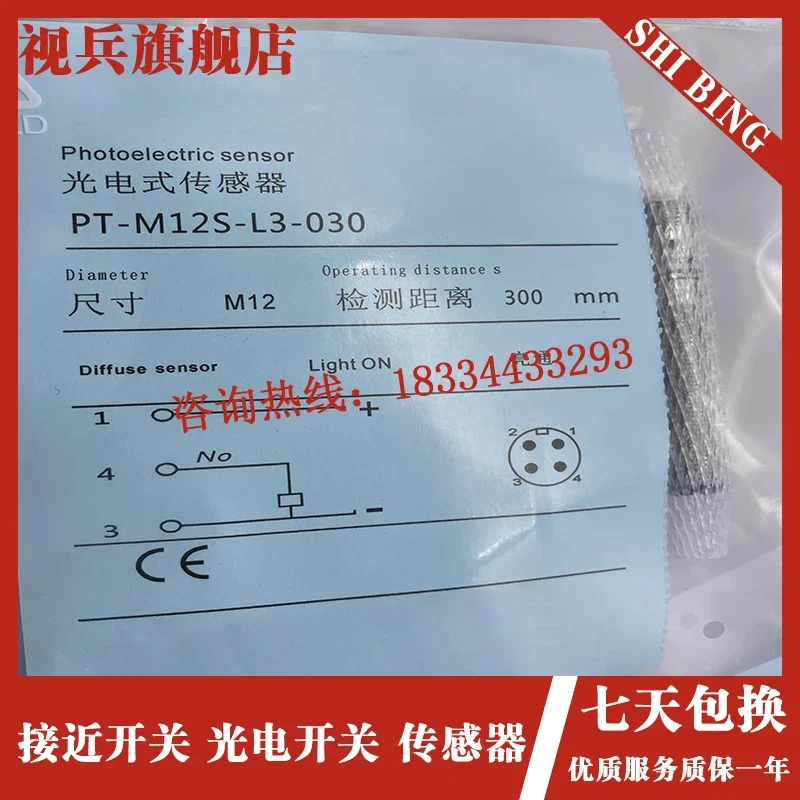 视兵旗舰店
SHI BING
LD
Photoelectric sensor
光电式传感器
PT-M12S-L3-030
Diameter
Operating distance s
尺寸 M12 检测距离 300 mm
Diffuse sensor Light ON 亮通
咨询热线：18334433293
1 +
4 No
3 -
2 1
3 4
CE
接近开关 光电开关 传感器
七天包换
优质服务质保一年